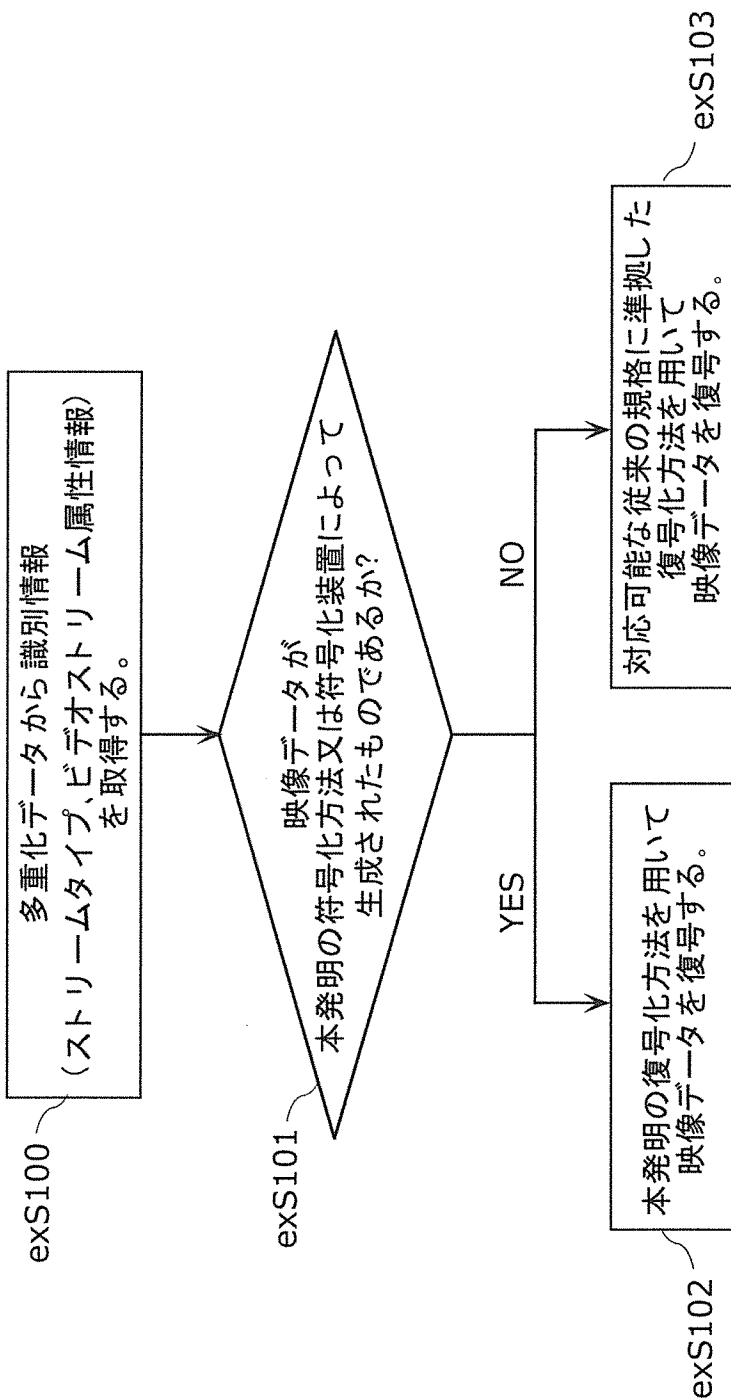 exS100
多重化データから識別情報
(ストリームタイプ、ビデオストリーム属性情報)
を取得する。
exS101
映像データが
本発明の符号化方法又は符号化装置によって
生成されたものであるか?
YES
NO
exS102
本発明の復号化方法を用いて
映像データを復号する。
exS103
対応可能な従来の規格に準拠した
復号化方法を用いて
映像データを復号する。